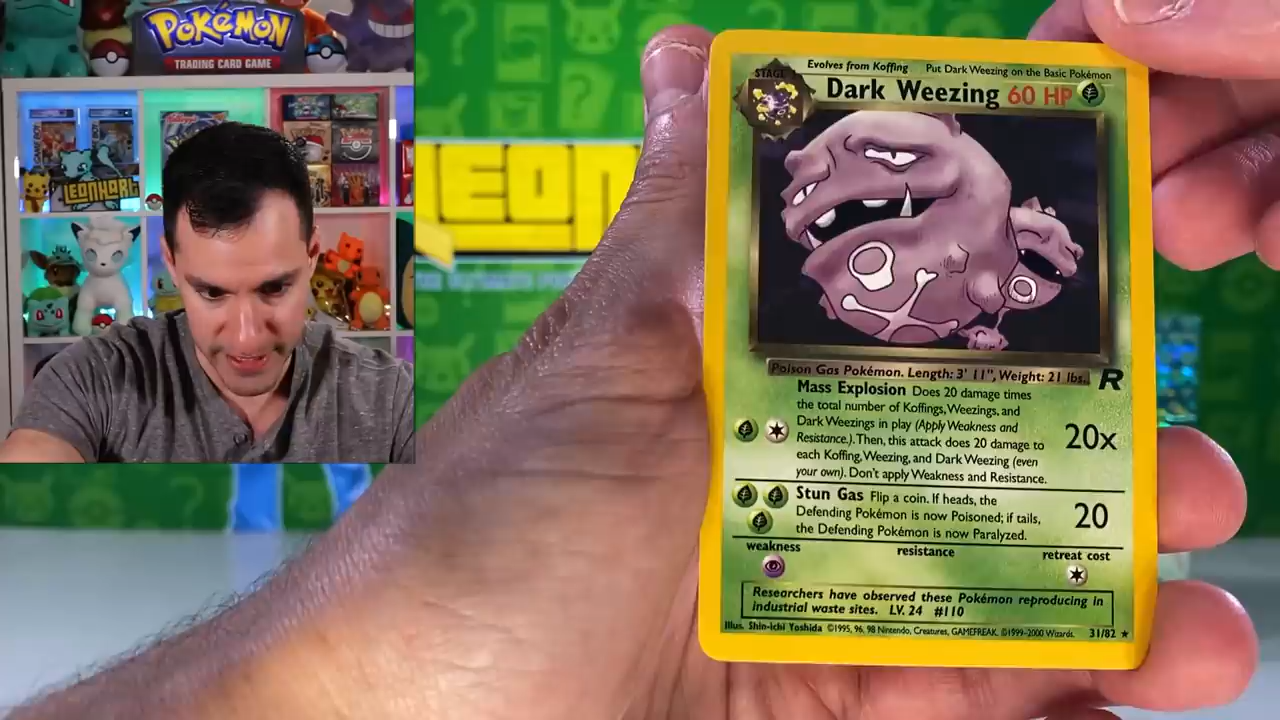 Pokémon
TRADING CARD GAME
LEONHART
Evolves from Koffing Put Dark Weezing on the Basic Pokémon
STAGE 1
Dark Weezing 60 HP
Poison Gas Pokémon. Length: 3' 11", Weight: 21 lbs.
R
Mass Explosion Does 20 damage times
the total number of Koffings, Weezings, and
Dark Weezings in play (Apply Weakness and
Resistance.). Then, this attack does 20 damage to
each Koffing, Weezing, and Dark Weezing (even
your own). Don't apply Weakness and Resistance.
20x
Stun Gas Flip a coin. If heads, the
Defending Pokémon is now Poisoned; if tails,
the Defending Pokémon is now Paralyzed.
20
weakness resistance retreat cost
Researchers have observed these Pokémon reproducing in
industrial waste sites. LV. 24 #110
Illus. Shin-ichi Yoshida ©1995, 96, 98 Nintendo, Creatures, GAMEFREAK. ©1999-2000 Wizards. 31/82